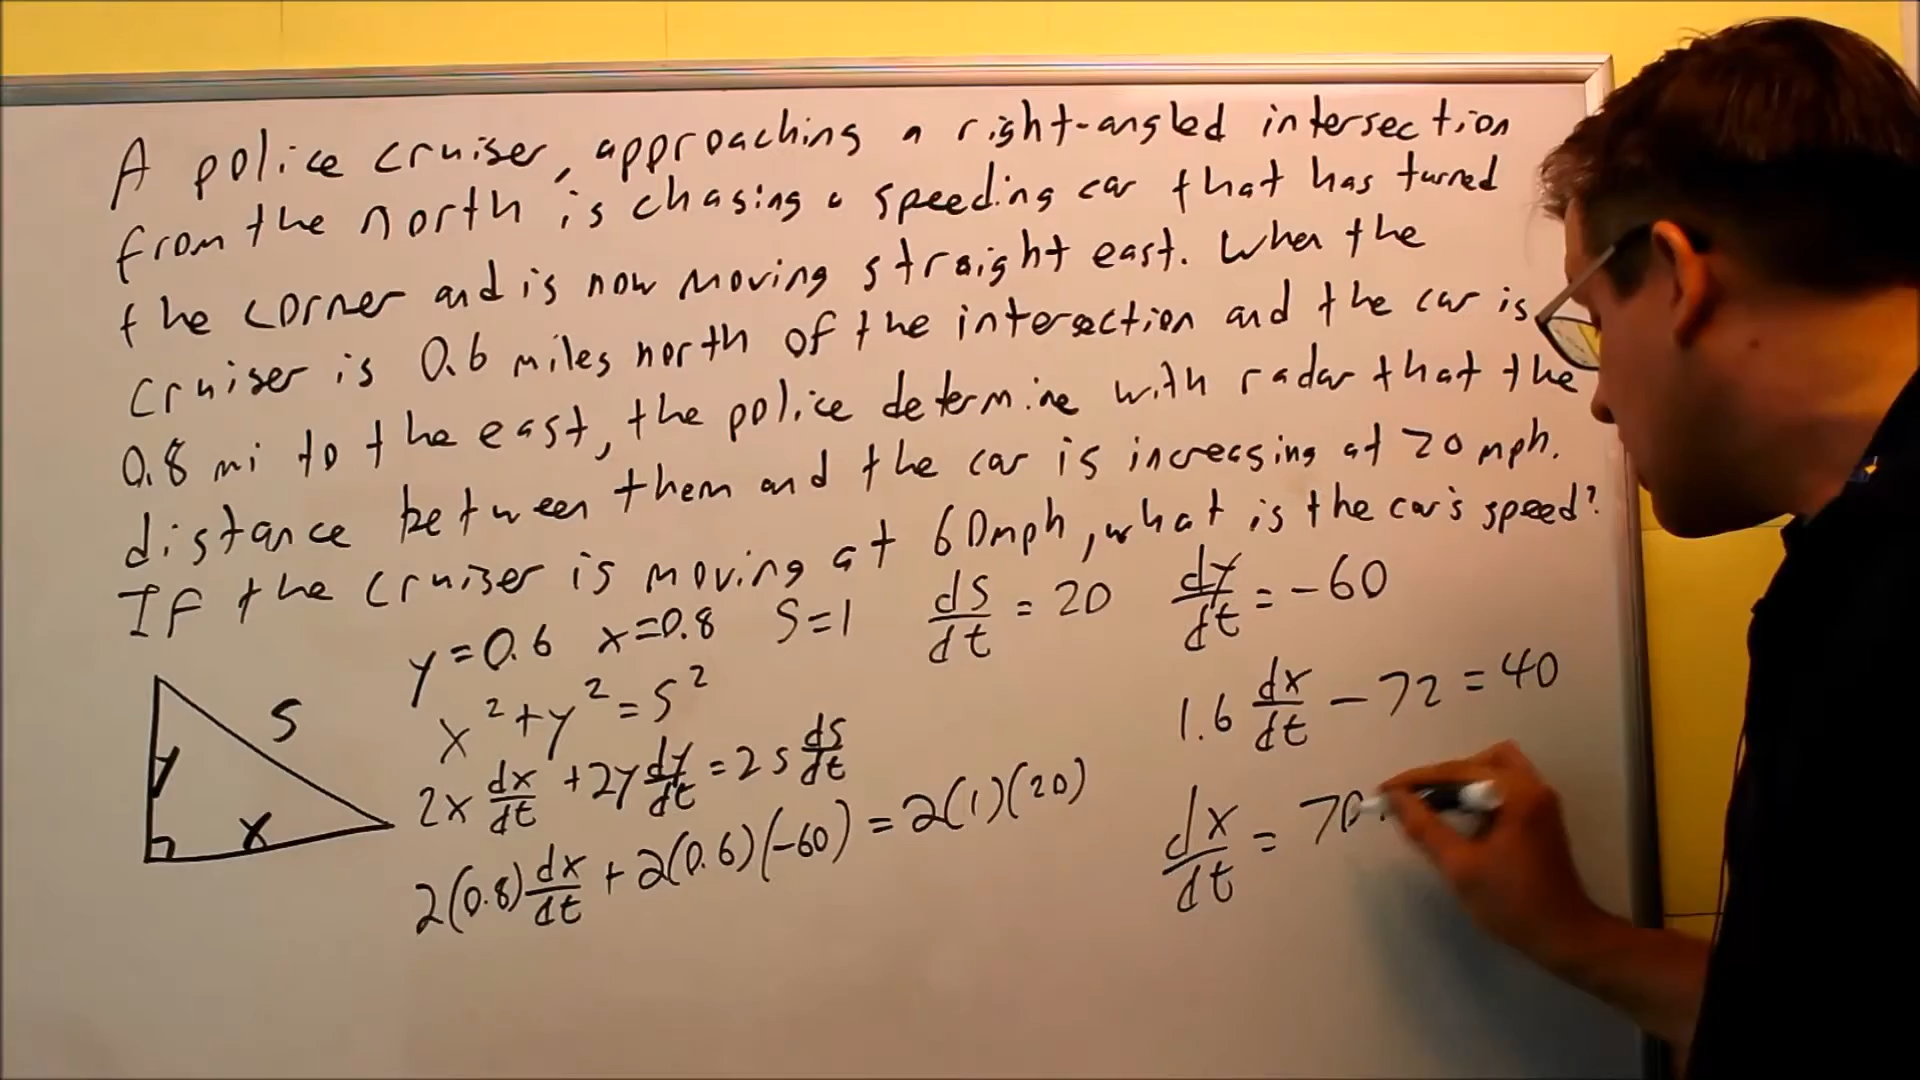 A police cruiser, approaching a right-angled intersection
from the north is chasing a speeding car that has turned
the corner and is now moving straight east. When the
cruiser is 0.6 miles north of the intersection and the car is
0.8 mi to the east, the police determine with radar that the
distance between them and the car is increasing at 20 mph.
If the cruiser is moving at 60mph, what is the car's speed?
y=0.6 x=0.8 S=1 ds/dt = 20 dy/dt = -60
x²+y²=S²
2x dx/dt + 2y dy/dt = 2s ds/dt
2(0.8) dx/dt + 2(0.6)(-60) = 2(1)(20)
1.6 dx/dt - 72 = 40
dx/dt = 70
S
y
x